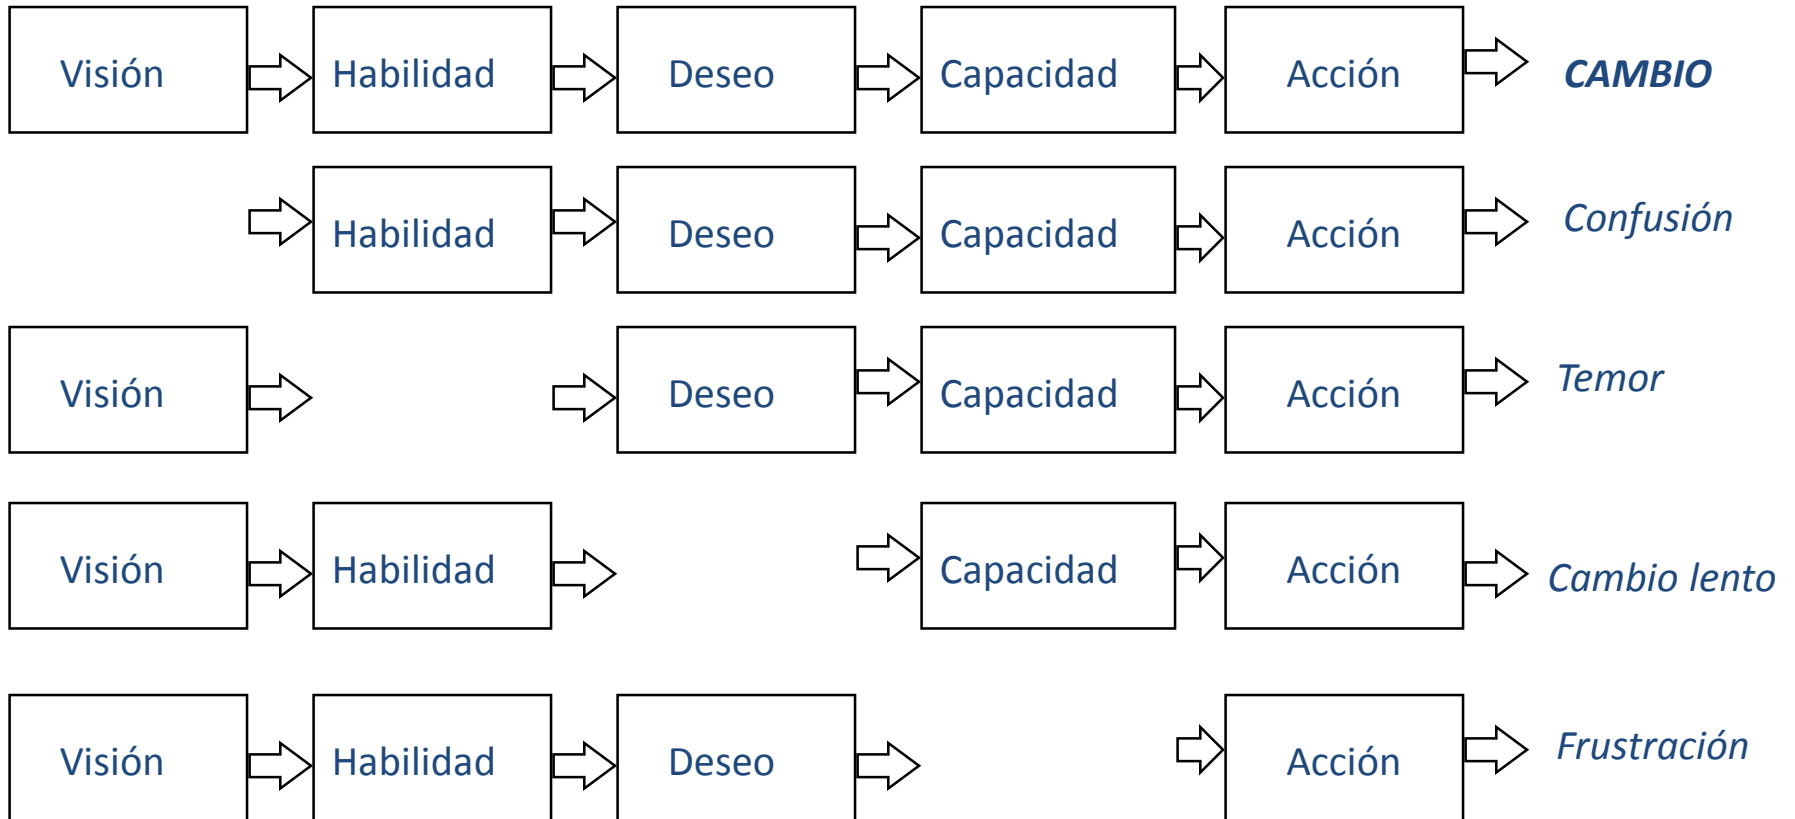 Visión Habilidad Deseo Capacidad Acción CAMBIO
Habilidad Deseo Capacidad Acción Confusión
Visión Deseo Capacidad Acción Temor
Visión Habilidad Capacidad Acción Cambio lento
Visión Habilidad Deseo Acción Frustración